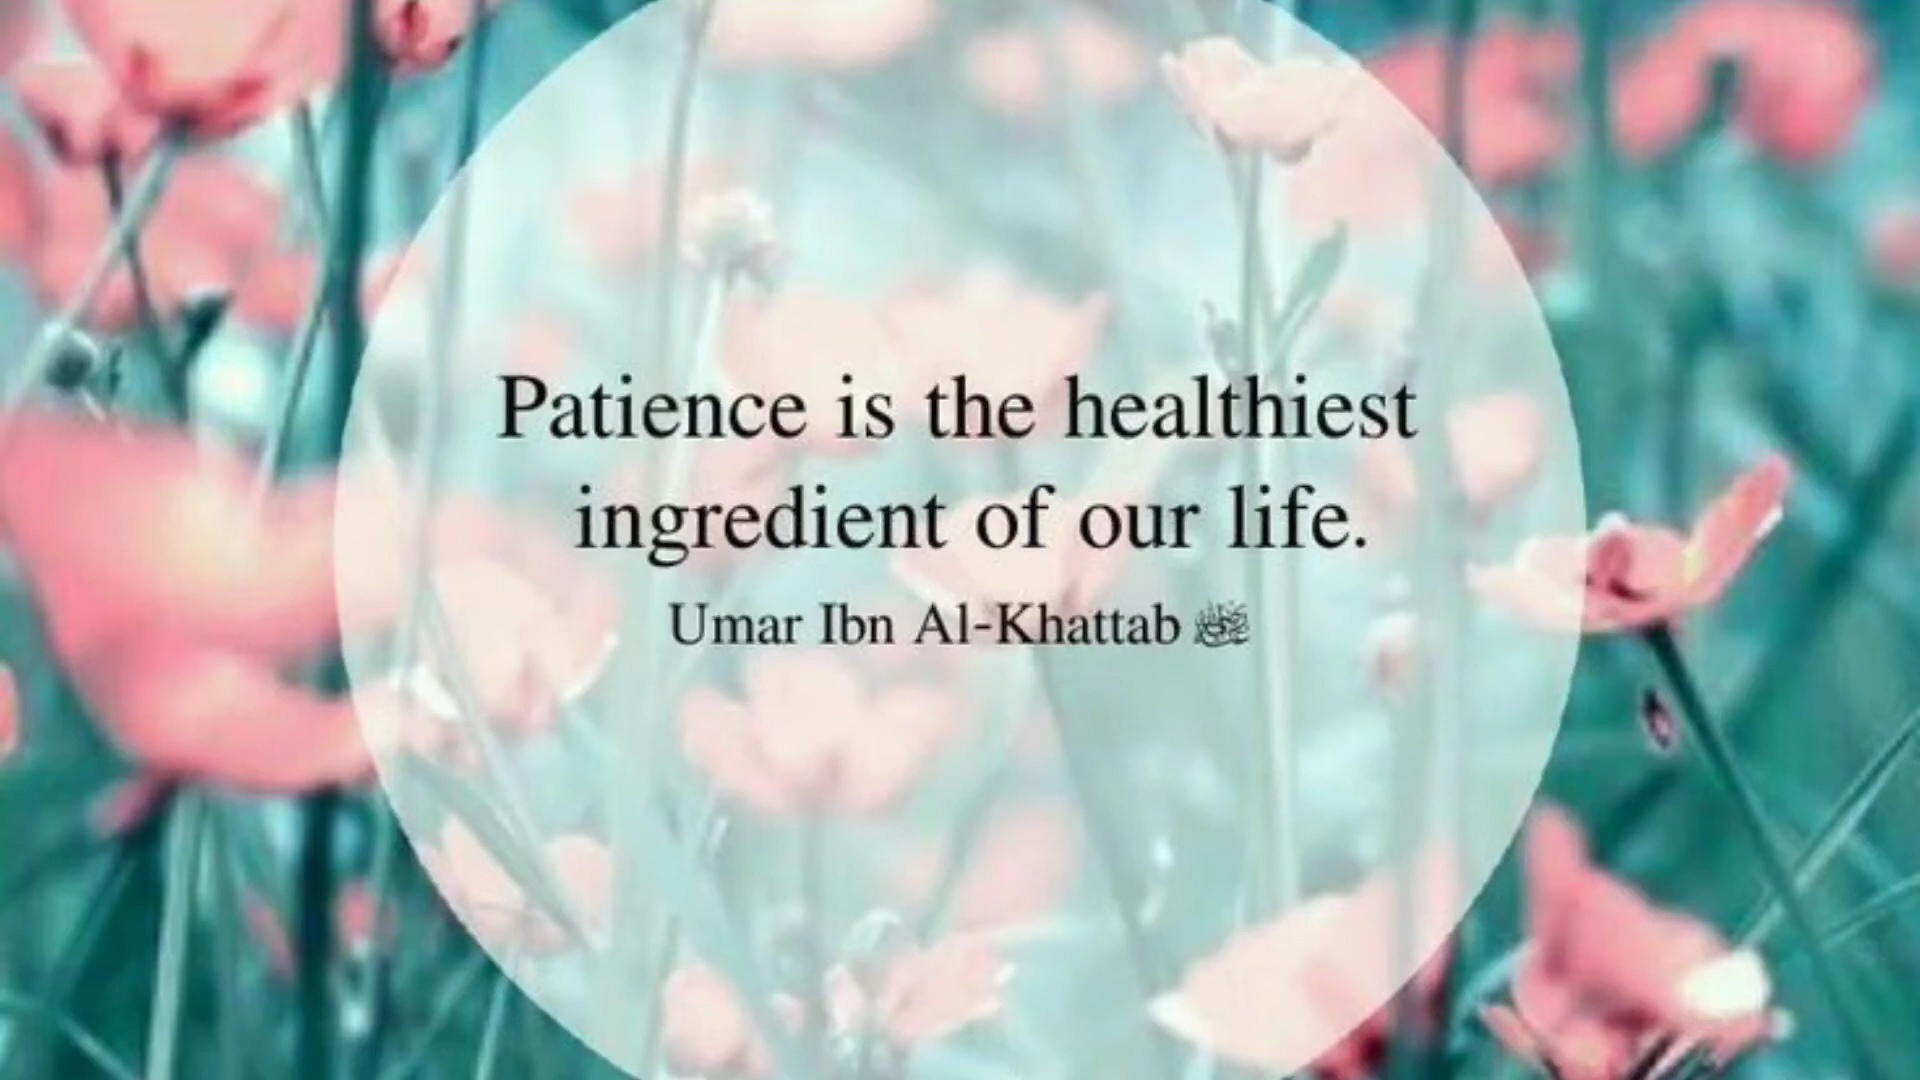 Patience is the healthiest
ingredient of our life.
Umar Ibn Al-Khattab